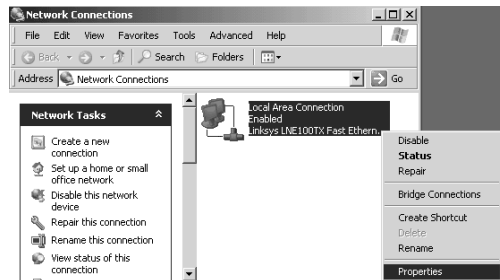 Network Connections
File Edit View Favorites Tools Advanced Help
Back Search Folders
Address Network Connections Go
Network Tasks
Create a new
connection
Set up a home or small
office network
Disable this network
device
Repair this connection
Rename this connection
View status of this
connection
Local Area Connection
Enabled
Linksys LNE100TX Fast Ethern...
Disable
Status
Repair
Bridge Connections
Create Shortcut
Delete
Rename
Properties